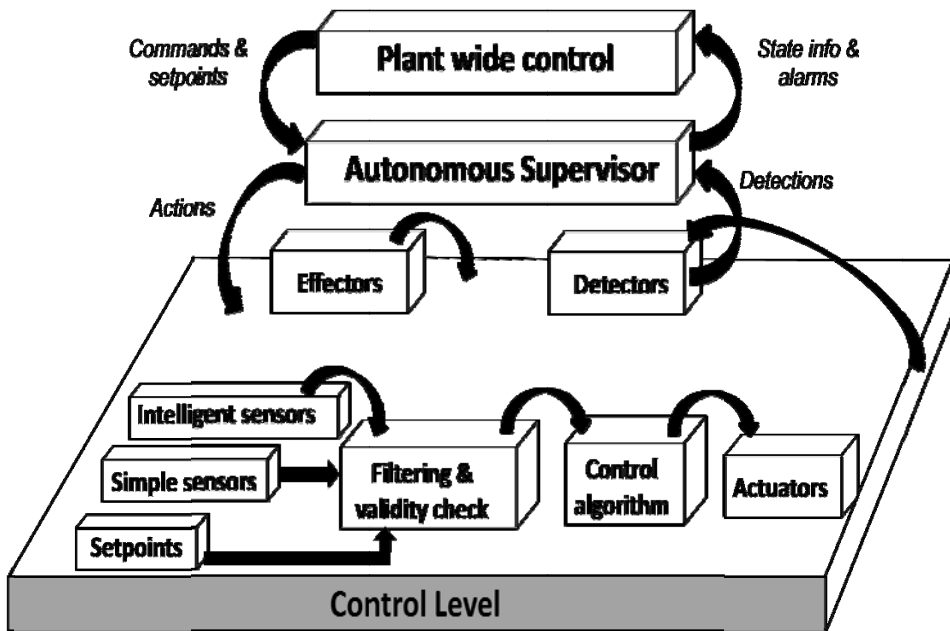 Commands &
setpoints
Plant wide control
State info &
alarms
Autonomous Supervisor
Actions
Detections
Effectors
Detectors
Intelligent sensors
Simple sensors
Setpoints
Filtering &
validity check
Control
algorithm
Actuators
Control Level